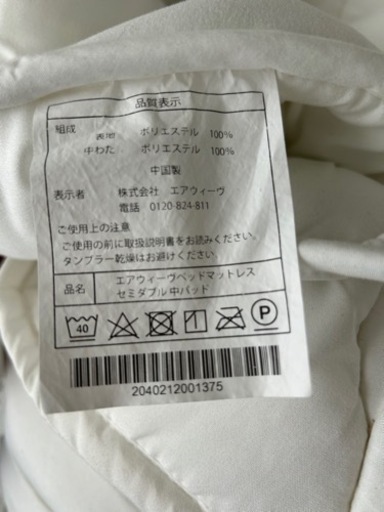 品質表示
組成 表地 ポリエステル 100%
中わた ポリエステル 100%
中国製
表示者 株式会社 エアウィーヴ
電話 0120-824-811
ご使用上の注意
ご使用の前に取扱説明書をお読みください。
タンブラー乾燥はお避けください。
品名 エアウィーヴベッドマットレス
セミダブル中パッド
40 P
2040212001375